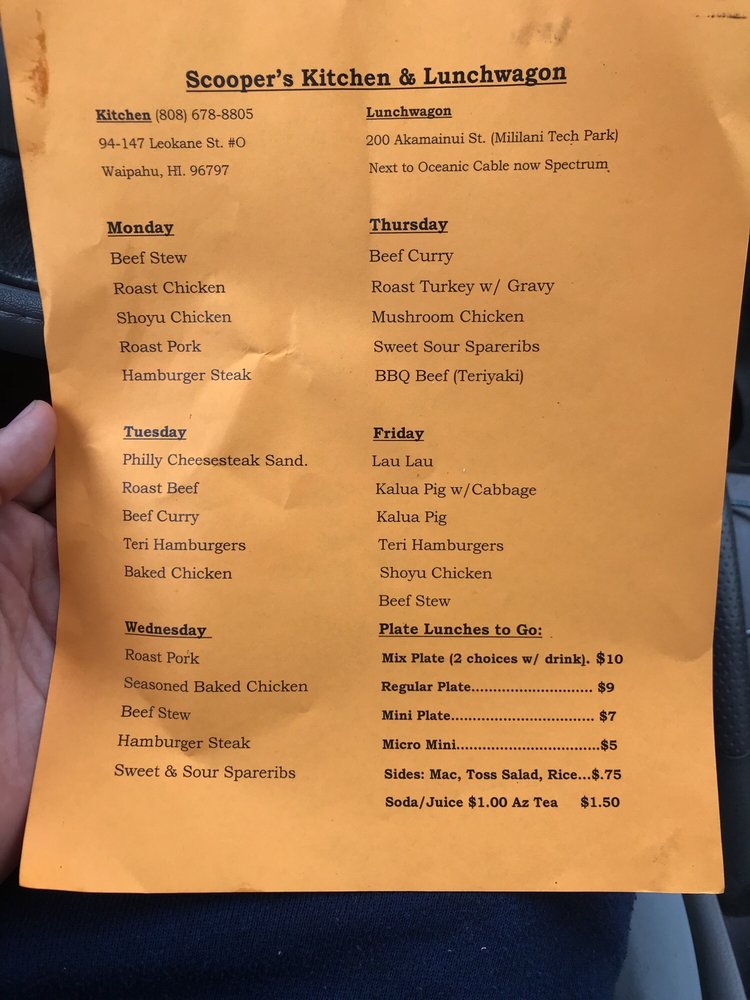 Scooper's Kitchen & Lunchwagon
Kitchen (808) 678-8805
94-147 Leokane St. #O
Waipahu, HI. 96797
Lunchwagon
200 Akamainui St. (Mililani Tech Park)
Next to Oceanic Cable now Spectrum
Monday
Beef Stew
Roast Chicken
Shoyu Chicken
Roast Pork
Hamburger Steak
Tuesday
Philly Cheesesteak Sand.
Roast Beef
Beef Curry
Teri Hamburgers
Baked Chicken
Wednesday
Roast Pork
Seasoned Baked Chicken
Beef Stew
Hamburger Steak
Sweet & Sour Spareribs
Thursday
Beef Curry
Roast Turkey w/ Gravy
Mushroom Chicken
Sweet Sour Spareribs
BBQ Beef (Teriyaki)
Friday
Lau Lau
Kalua Pig w/Cabbage
Kalua Pig
Teri Hamburgers
Shoyu Chicken
Beef Stew
Plate Lunches to Go:
Mix Plate (2 choices w/ drink). $10
Regular Plate............................ $9
Mini Plate................................. $7
Micro Mini.................................$5
Sides: Mac, Toss Salad, Rice...$.75
Soda/Juice $1.00 Az Tea $1.50